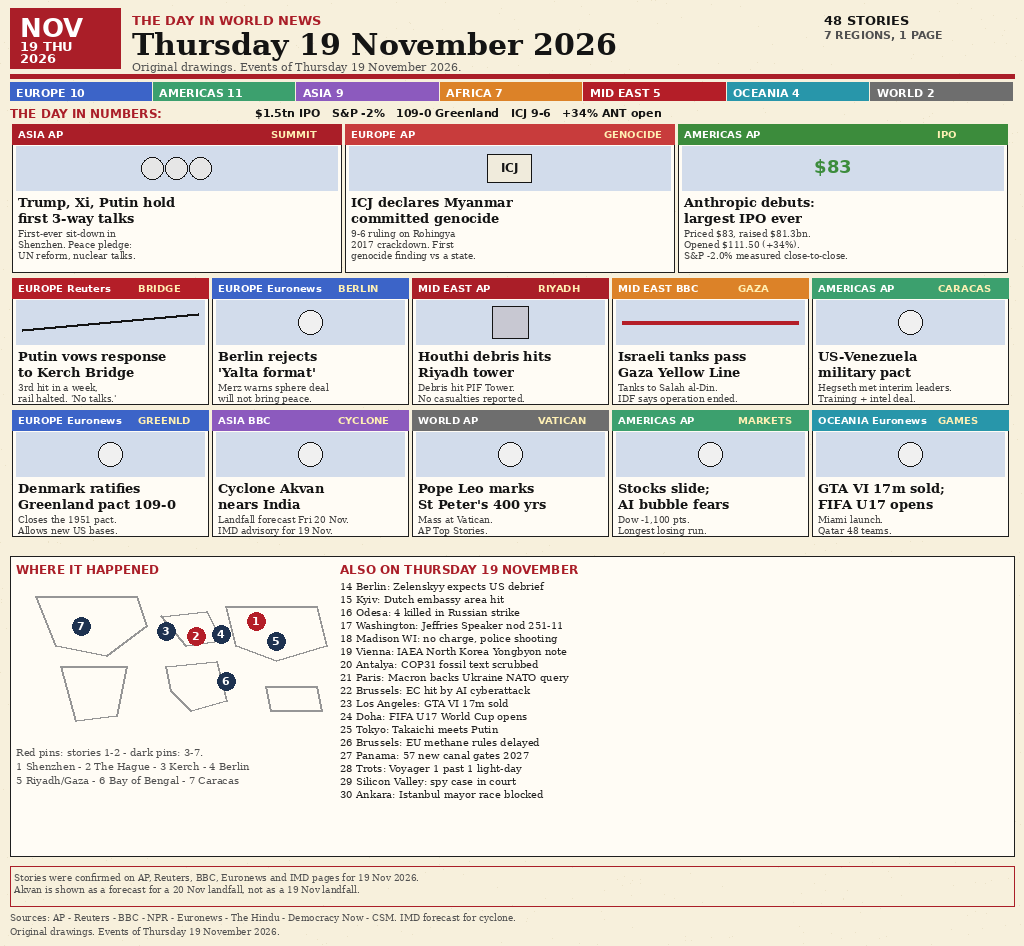 NOV
19 THU
2026
THE DAY IN WORLD NEWS
Thursday 19 November 2026
Original drawings. Events of Thursday 19 November 2026.
48 STORIES
7 REGIONS, 1 PAGE
EUROPE 10
AMERICAS 11
ASIA 9
AFRICA 7
MID EAST 5
OCEANIA 4
WORLD 2
THE DAY IN NUMBERS:
$1.5tn IPO S&P -2% 109-0 Greenland ICJ 9-6 +34% ANT open
ASIA AP SUMMIT
Trump, Xi, Putin hold
first 3-way talks
First-ever sit-down in
Shenzhen. Peace pledge:
UN reform, nuclear talks.
EUROPE AP GENOCIDE
ICJ
ICJ declares Myanmar
committed genocide
9-6 ruling on Rohingya
2017 crackdown. First
genocide finding vs a state.
AMERICAS AP IPO
$83
Anthropic debuts:
largest IPO ever
Priced $83, raised $81.3bn.
Opened $111.50 (+34%).
S&P -2.0% measured close-to-close.
EUROPE Reuters BRIDGE
Putin vows response
to Kerch Bridge
3rd hit in a week,
rail halted. 'No talks.'
EUROPE Euronews BERLIN
Berlin rejects
'Yalta format'
Merz warns sphere deal
will not bring peace.
MID EAST AP RIYADH
Houthi debris hits
Riyadh tower
Debris hit PIF Tower.
No casualties reported.
MID EAST BBC GAZA
Israeli tanks pass
Gaza Yellow Line
Tanks to Salah al-Din.
IDF says operation ended.
AMERICAS AP CARACAS
US-Venezuela
military pact
Hegseth met interim leaders.
Training + intel deal.
EUROPE Euronews GREENLD
Denmark ratifies
Greenland pact 109-0
Closes the 1951 pact.
Allows new US bases.
ASIA BBC CYCLONE
Cyclone Akvan
nears India
Landfall forecast Fri 20 Nov.
IMD advisory for 19 Nov.
WORLD AP VATICAN
Pope Leo marks
St Peter's 400 yrs
Mass at Vatican.
AP Top Stories.
AMERICAS AP MARKETS
Stocks slide;
AI bubble fears
Dow -1,100 pts.
Longest losing run.
OCEANIA Euronews GAMES
GTA VI 17m sold;
FIFA U17 opens
Miami launch.
Qatar 48 teams.
WHERE IT HAPPENED
7
3
2
4
1
5
6
Red pins: stories 1-2 - dark pins: 3-7.
1 Shenzhen - 2 The Hague - 3 Kerch - 4 Berlin
5 Riyadh/Gaza - 6 Bay of Bengal - 7 Caracas
ALSO ON THURSDAY 19 NOVEMBER
14 Berlin: Zelenskyy expects US debrief
15 Kyiv: Dutch embassy area hit
16 Odesa: 4 killed in Russian strike
17 Washington: Jeffries Speaker nod 251-11
18 Madison WI: no charge, police shooting
19 Vienna: IAEA North Korea Yongbyon note
20 Antalya: COP31 fossil text scrubbed
21 Paris: Macron backs Ukraine NATO query
22 Brussels: EC hit by AI cyberattack
23 Los Angeles: GTA VI 17m sold
24 Doha: FIFA U17 World Cup opens
25 Tokyo: Takaichi meets Putin
26 Brussels: EU methane rules delayed
27 Panama: 57 new canal gates 2027
28 Trots: Voyager 1 past 1 light-day
29 Silicon Valley: spy case in court
30 Ankara: Istanbul mayor race blocked
Stories were confirmed on AP, Reuters, BBC, Euronews and IMD pages for 19 Nov 2026.
Akvan is shown as a forecast for a 20 Nov landfall, not as a 19 Nov landfall.
Sources: AP - Reuters - BBC - NPR - Euronews - The Hindu - Democracy Now - CSM. IMD forecast for cyclone.
Original drawings. Events of Thursday 19 November 2026.